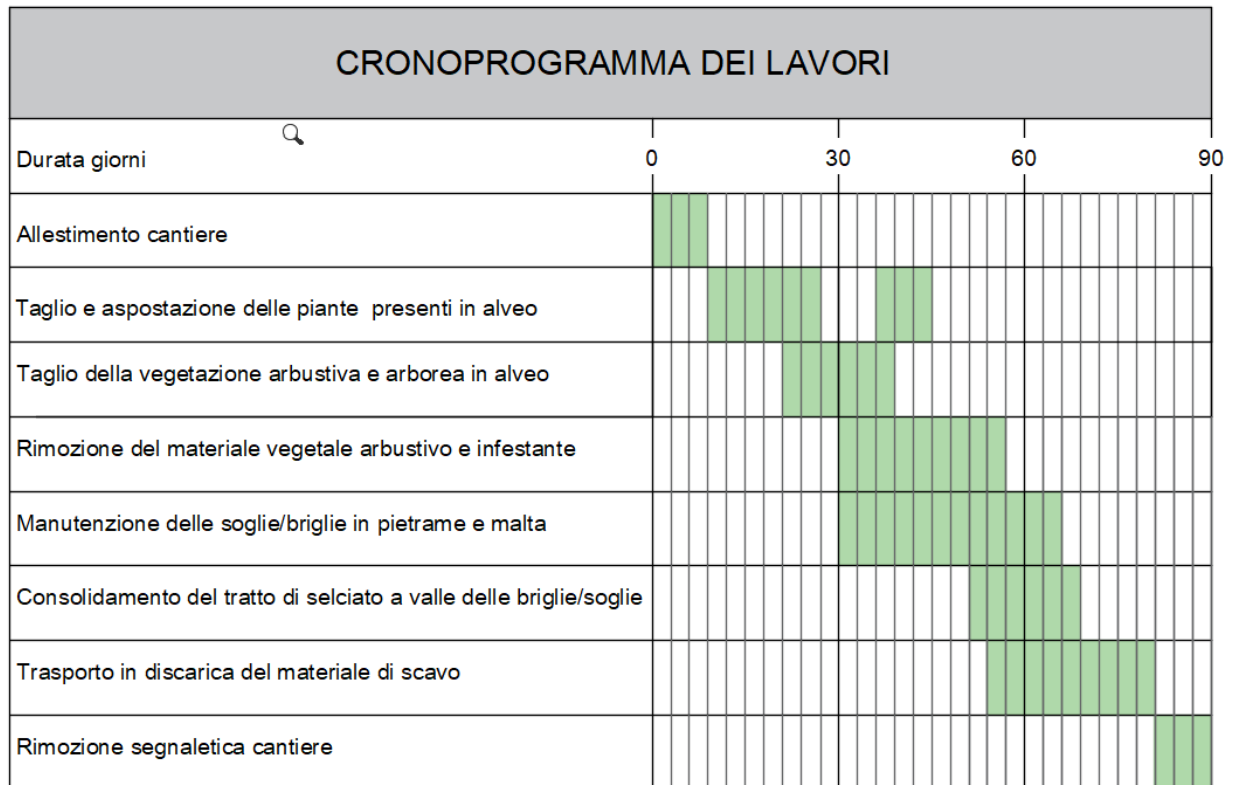 CRONOPROGRAMMA DEI LAVORI
Durata giorni 0 30 60 90
Allestimento cantiere
Taglio e aspostazione delle piante presenti in alveo
Taglio della vegetazione arbustiva e arborea in alveo
Rimozione del materiale vegetale arbustivo e infestante
Manutenzione delle soglie/briglie in pietrame e malta
Consolidamento del tratto di selciato a valle delle briglie/soglie
Trasporto in discarica del materiale di scavo
Rimozione segnaletica cantiere